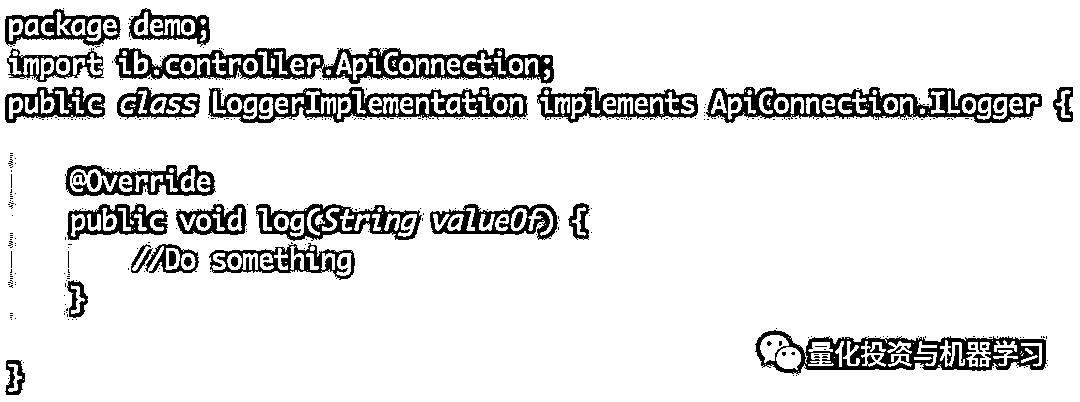 package demo;
import ib.controller.ApiConnection;
public class LoggerImplementation implements ApiConnection.ILogger {
@Override
public void log(String valueOf) {
//Do something
}
量化投资与机器学习
}